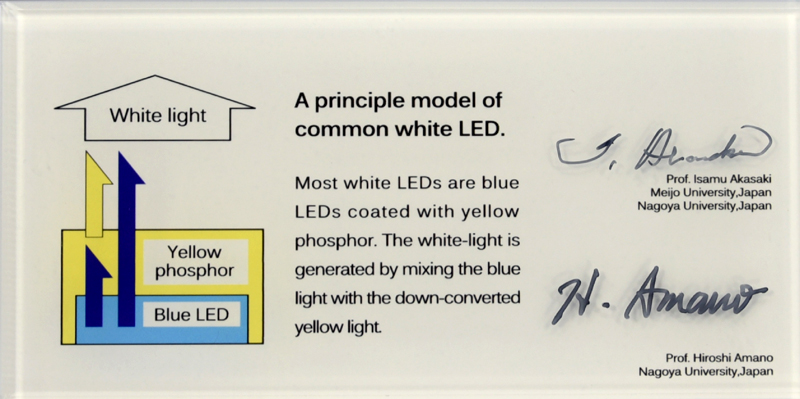 White light
Yellow
phosphor
Blue LED
A principle model of
common white LED.
Most white LEDs are blue
LEDs coated with yellow
phosphor. The white-light is
generated by mixing the blue
light with the down-converted
yellow light.
Prof. Isamu Akasaki
Meijo University,Japan
Nagoya University,Japan
H. Amano
Prof. Hiroshi Amano
Nagoya University,Japan